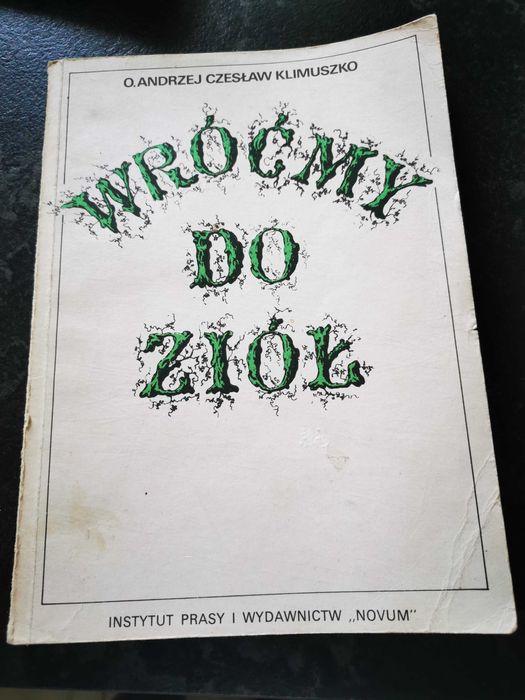 O. ANDRZEJ CZESŁAW KLIMUSZKO
WRÓĆMY
DO
ZIÓŁ
INSTYTUT PRASY I WYDAWNICTW „NOVUM"